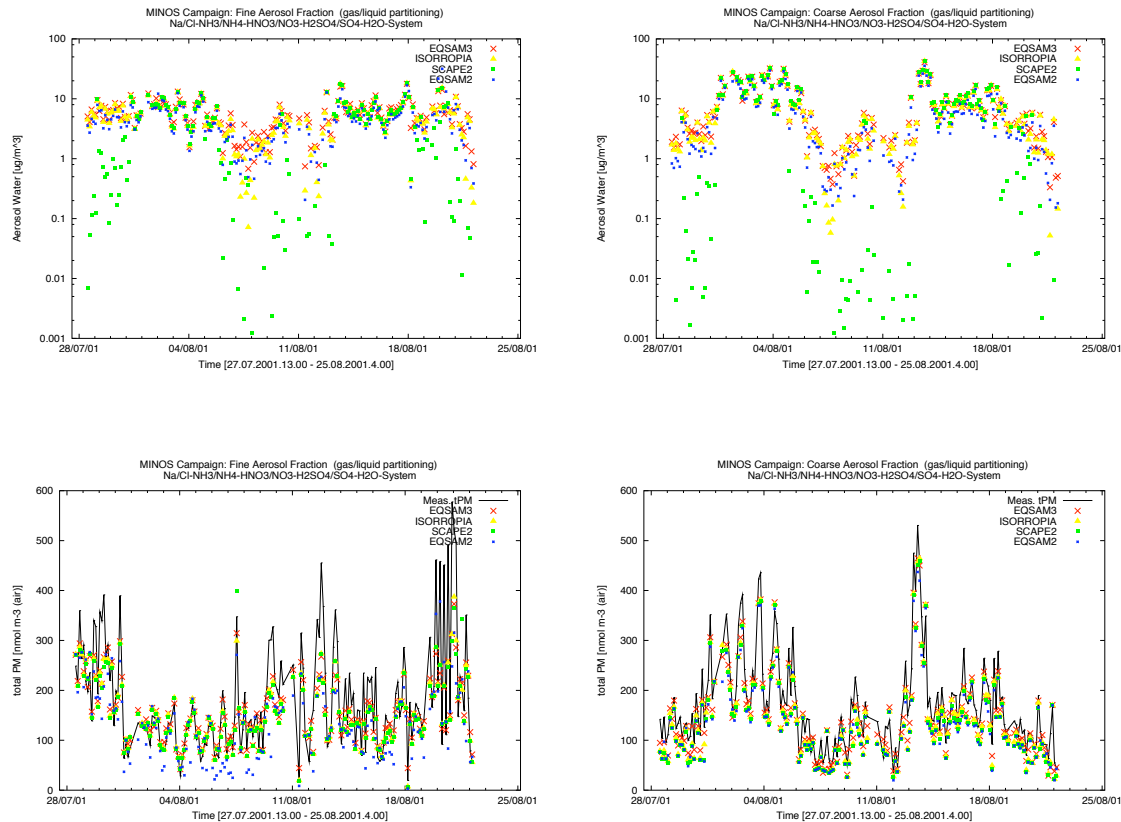 MINOS Campaign: Fine Aerosol Fraction (gas/liquid partitioning)
Na/Cl-NH3/NH4-HNO3/NO3-H2SO4/SO4-H2O-System
EQSAM3
ISORROPIA
SCAPE2
EQSAM2
Aerosol Water [ug/m^3]
100
10
1
0.1
0.01
0.001
28/07/01 04/08/01 11/08/01 18/08/01 25/08/01
Time [27.07.2001.13.00 - 25.08.2001.4.00]
MINOS Campaign: Coarse Aerosol Fraction (gas/liquid partitioning)
Na/Cl-NH3/NH4-HNO3/NO3-H2SO4/SO4-H2O-System
EQSAM3
ISORROPIA
SCAPE2
EQSAM2
Aerosol Water [ug/m^3]
100
10
1
0.1
0.01
0.001
28/07/01 04/08/01 11/08/01 18/08/01 25/08/01
Time [27.07.2001.13.00 - 25.08.2001.4.00]
MINOS Campaign: Fine Aerosol Fraction (gas/liquid partitioning)
Na/Cl-NH3/NH4-HNO3/NO3-H2SO4/SO4-H2O-System
Meas. tPM
EQSAM3
ISORROPIA
SCAPE2
EQSAM2
total PM [nmol m-3 (air)]
600
500
400
300
200
100
0
28/07/01 04/08/01 11/08/01 18/08/01 25/08/01
Time [27.07.2001.13.00 - 25.08.2001.4.00]
MINOS Campaign: Coarse Aerosol Fraction (gas/liquid partitioning)
Na/Cl-NH3/NH4-HNO3/NO3-H2SO4/SO4-H2O-System
Meas. tPM
EQSAM3
ISORROPIA
SCAPE2
EQSAM2
total PM [nmol m-3 (air)]
600
500
400
300
200
100
0
28/07/01 04/08/01 11/08/01 18/08/01 25/08/01
Time [27.07.2001.13.00 - 25.08.2001.4.00]